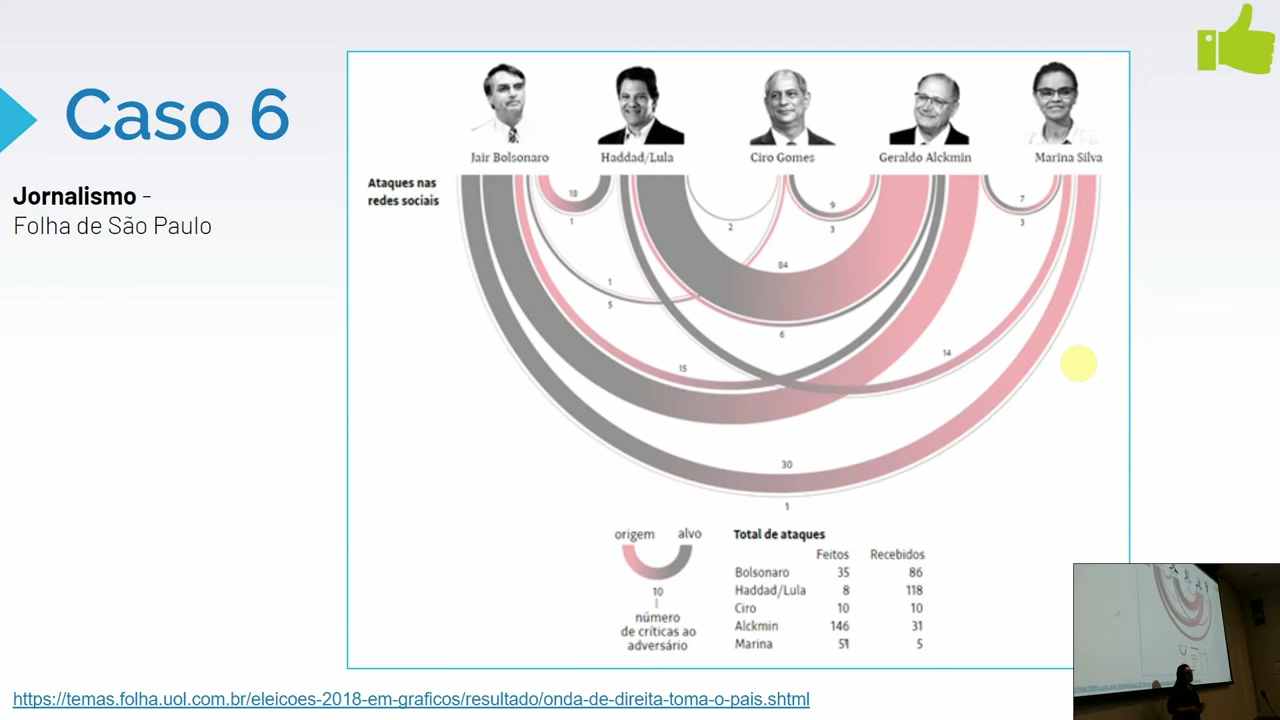 Caso 6
Jornalismo -
Folha de São Paulo
Jair Bolsonaro
Haddad/Lula
Ciro Gomes
Geraldo Alckmin
Marina Silva
Ataques nas
redes sociais
18
1
2
9
3
7
3
84
1
5
6
15
14
30
1
origem alvo
10
número
de críticas ao
adversário
Total de ataques
Feitos Recebidos
Bolsonaro 35 86
Haddad/Lula 8 118
Ciro 10 10
Alckmin 146 31
Marina 51 5
https://temas.folha.uol.com.br/eleicoes-2018-em-graficos/resultado/onda-de-direita-toma-o-pais.shtml